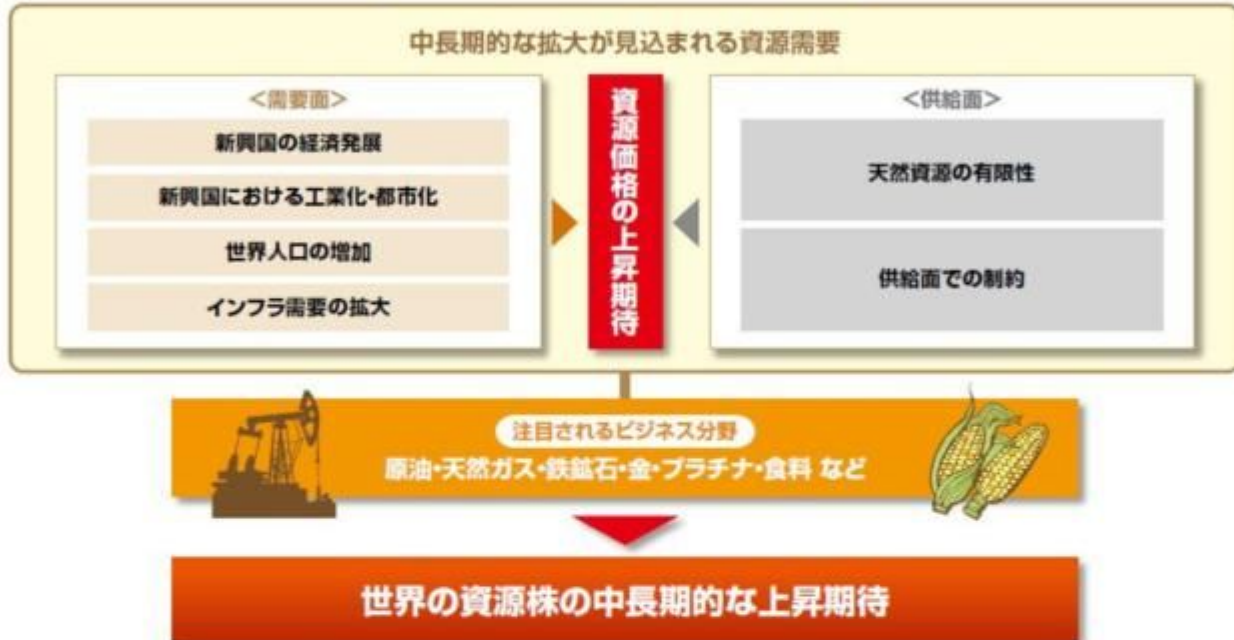 中長期的な拡大が見込まれる資源需要
＜需要面＞
新興国の経済発展
新興国における工業化・都市化
世界人口の増加
インフラ需要の拡大
資源価格の上昇期待
＜供給面＞
天然資源の有限性
供給面での制約
注目されるビジネス分野
原油・天然ガス・鉄鉱石・金・プラチナ・食料 など
世界の資源株の中長期的な上昇期待